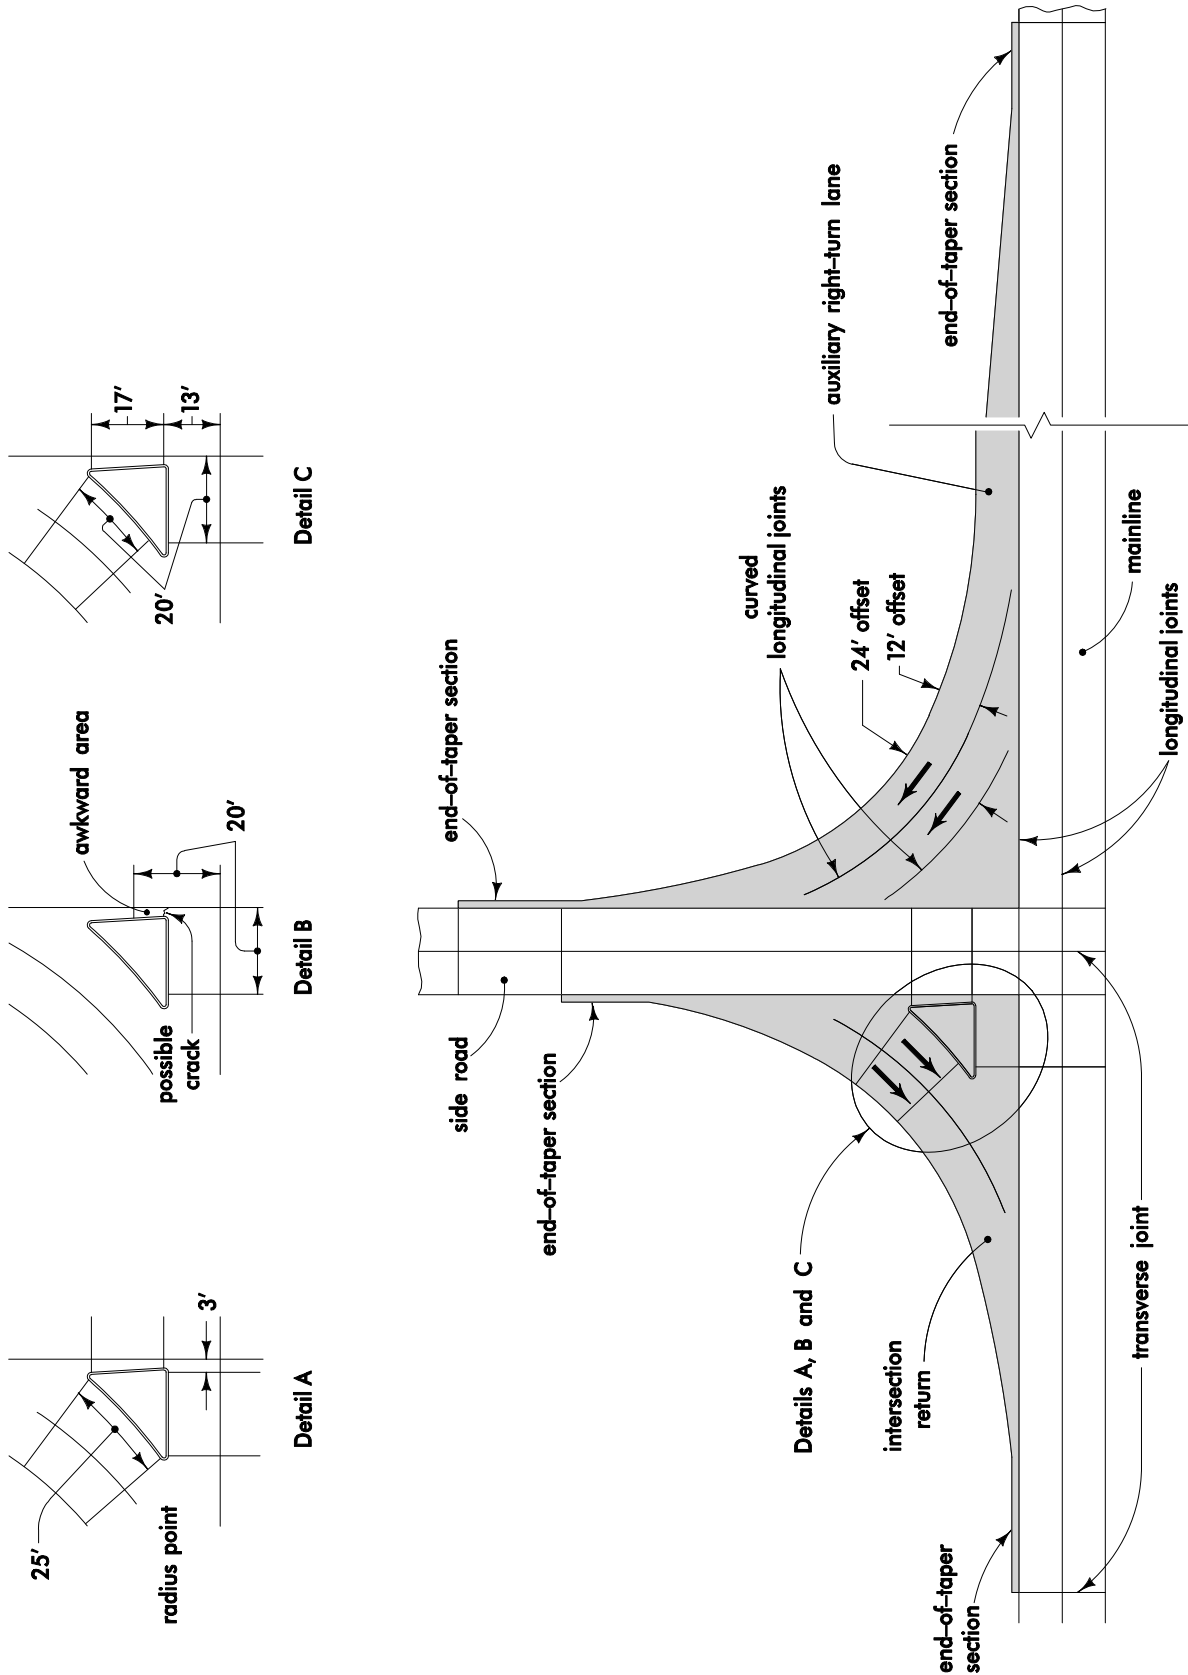 25′
radius point
3′
Detail A
possible
crack
awkward area
20′
Detail B
20′
17′
13′
Detail C
side road
end–of–taper section
end–of–taper section
Details A, B and C
intersection
return
end–of–taper
section
transverse joint
24′ offset
12′ offset
curved
longitudinal joints
auxiliary right–turn lane
end–of–taper section
mainline
longitudinal joints